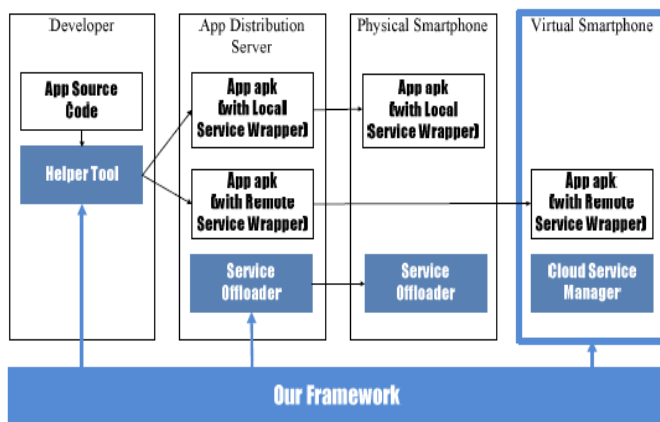 Developer
App Source
Code
Helper Tool
App Distribution
Server
App apk
(with Local
Service Wrapper)
App apk
(with Remote
Service Wrapper)
Service
Offloader
Physical Smartphone
App apk
(with Local
Service Wrapper)
Service
Offloader
Virtual Smartphone
App apk
(with Remote
Service Wrapper)
Cloud Service
Manager
Our Framework